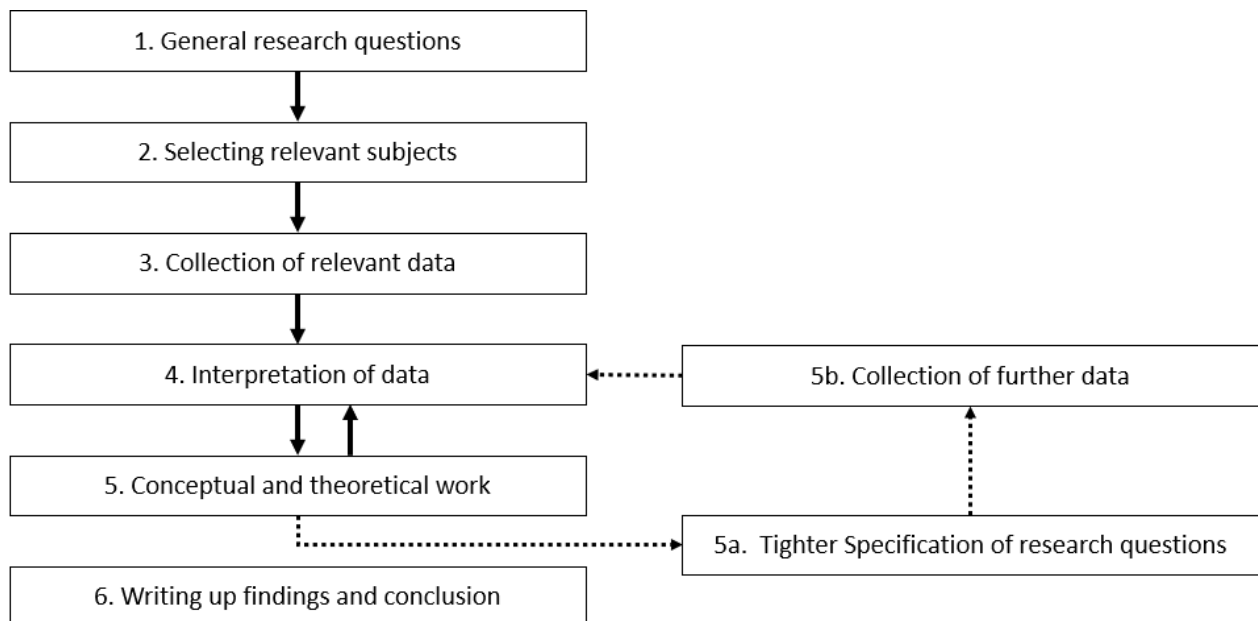 1. General research questions
2. Selecting relevant subjects
3. Collection of relevant data
4. Interpretation of data
5b. Collection of further data
5. Conceptual and theoretical work
5a. Tighter Specification of research questions
6. Writing up findings and conclusion